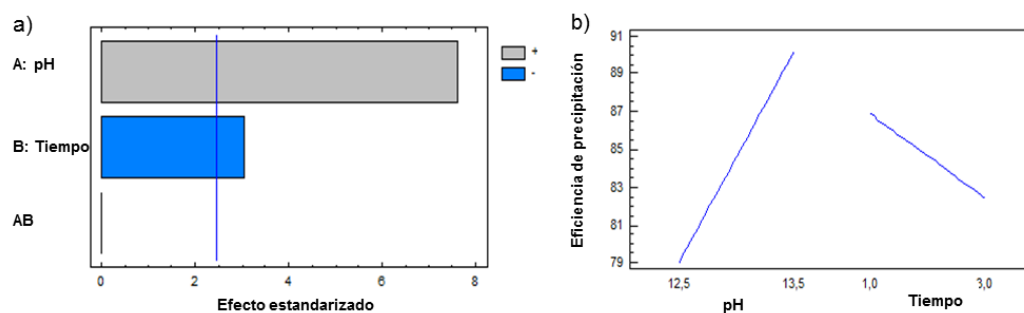 a)
A: pH
B: Tiempo
AB
0 2 4 6 8
Efecto estandarizado
+
-
b)
Eficiencia de precipitación
91
89
87
85
83
81
79
12,5 13,5 1,0 3,0
pH Tiempo